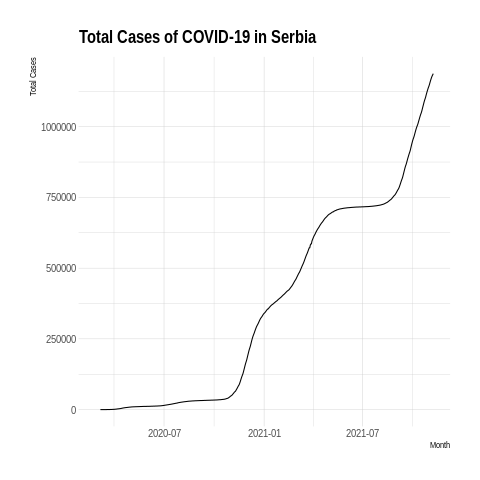 Total Cases of COVID-19 in Serbia
Total Cases
1000000
750000
500000
250000
0
2020-07 2021-01 2021-07
Month